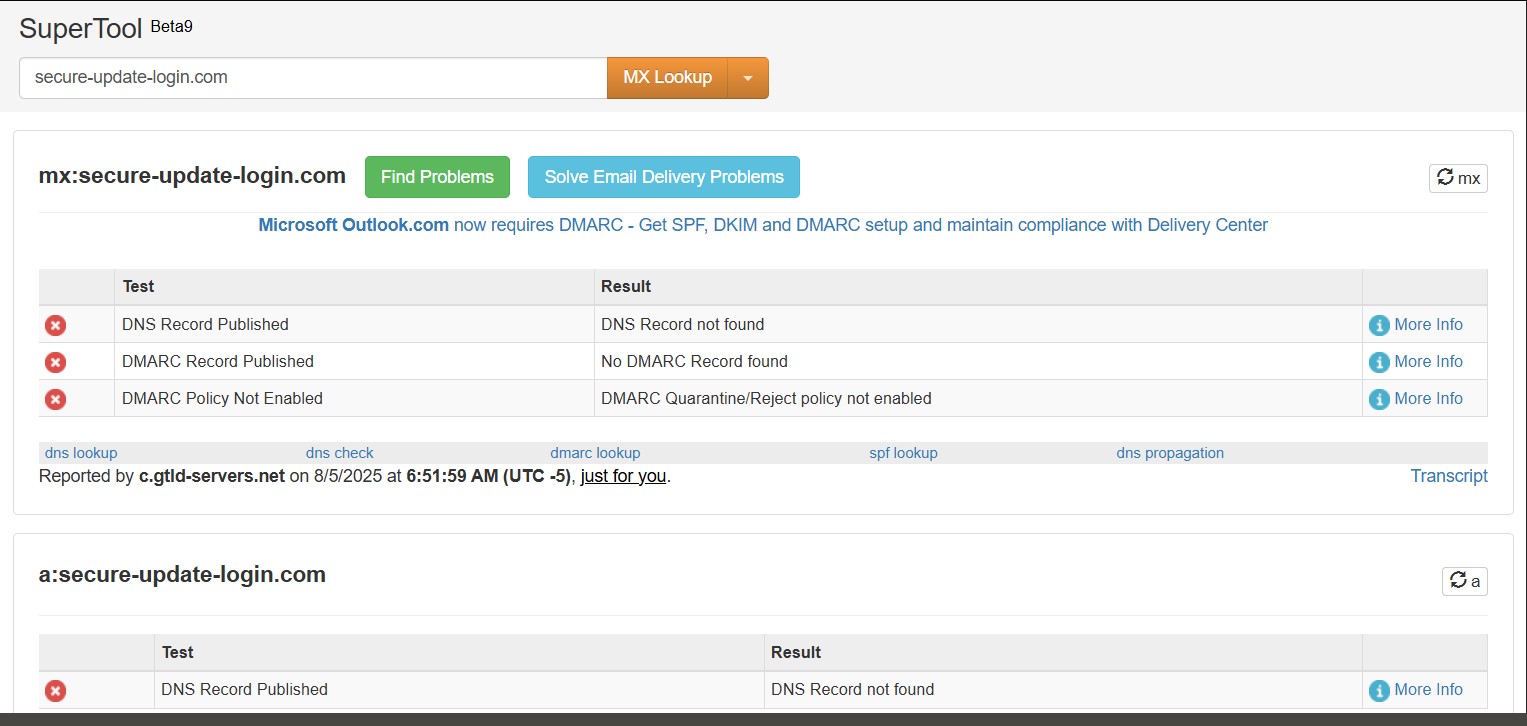 SuperTool Beta9
secure-update-login.com MX Lookup
mx:secure-update-login.com Find Problems Solve Email Delivery Problems mx
Microsoft Outlook.com now requires DMARC - Get SPF, DKIM and DMARC setup and maintain compliance with Delivery Center
Test Result
DNS Record Published DNS Record not found More Info
DMARC Record Published No DMARC Record found More Info
DMARC Policy Not Enabled DMARC Quarantine/Reject policy not enabled More Info
dns lookup dns check dmarc lookup spf lookup dns propagation
Reported by c.gtld-servers.net on 8/5/2025 at 6:51:59 AM (UTC -5), just for you. Transcript
a:secure-update-login.com a
Test Result
DNS Record Published DNS Record not found More Info